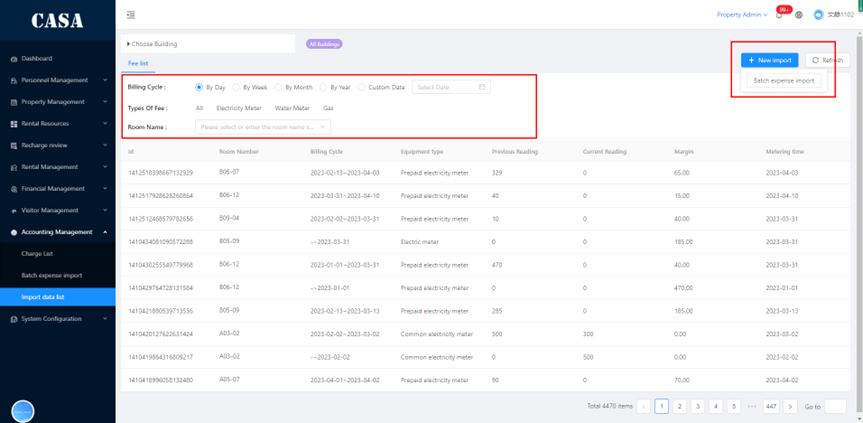 CASA
Property Admin
99+
文静1102
Dashboard
Personnel Management
Property Management
Rental Resources
Recharge review
Rental Management
Financial Management
Visitor Management
Accounting Management
Charge List
Batch expense import
Import data list
System Configuration
Choose Building
All Buildings
Fee list
+ New import
Refresh
Batch expense import
Billing Cycle : By Day By Week By Month By Year Custom Date Select Date
Types Of Fee : All Electricity Meter Water Meter Gas
Room Name : Please select or enter the room name s...
Id Room Number Billing Cycle Equipment type Previous Reading Current Reading Margin Metering time
1412518398667132929 B05-07 2023-02-13~2023-04-03 Prepaid electricity meter 329 0 65.00 2023-04-03
1412517928628260864 B06-12 2023-03-31~2023-04-10 Prepaid electricity meter 40 0 15.00 2023-04-10
1412512468579782656 B09-04 2023-02-02~2023-03-31 Prepaid electricity meter 10 0 40.00 2023-03-31
1410434081090572288 B05-09 -~2023-03-31 Electric meter 0 0 185.00 2023-03-31
1410430255549779968 B06-12 2023-01-01~2023-03-31 Prepaid electricity meter 470 0 40.00 2023-03-31
1410429764728131584 B06-12 -~2023-01-01 Prepaid electricity meter 0 0 470.00 2023-01-01
1410421880539713536 B05-09 2023-02-13~2023-03-13 Prepaid electricity meter 285 0 185.00 2023-03-13
1410420127622631424 A03-02 2023-02-02~2023-03-02 Common electricity meter 500 300 0.00 2023-03-02
1410419864316809217 A03-02 -~2023-02-02 Common electricity meter 0 500 0.00 2023-02-02
1410418996058132480 A05-07 2023-04-01~2023-04-02 Prepaid electricity meter 90 0 70.00 2023-04-02
Total 4470 items < 1 2 3 4 5 ••• 447 > Go to